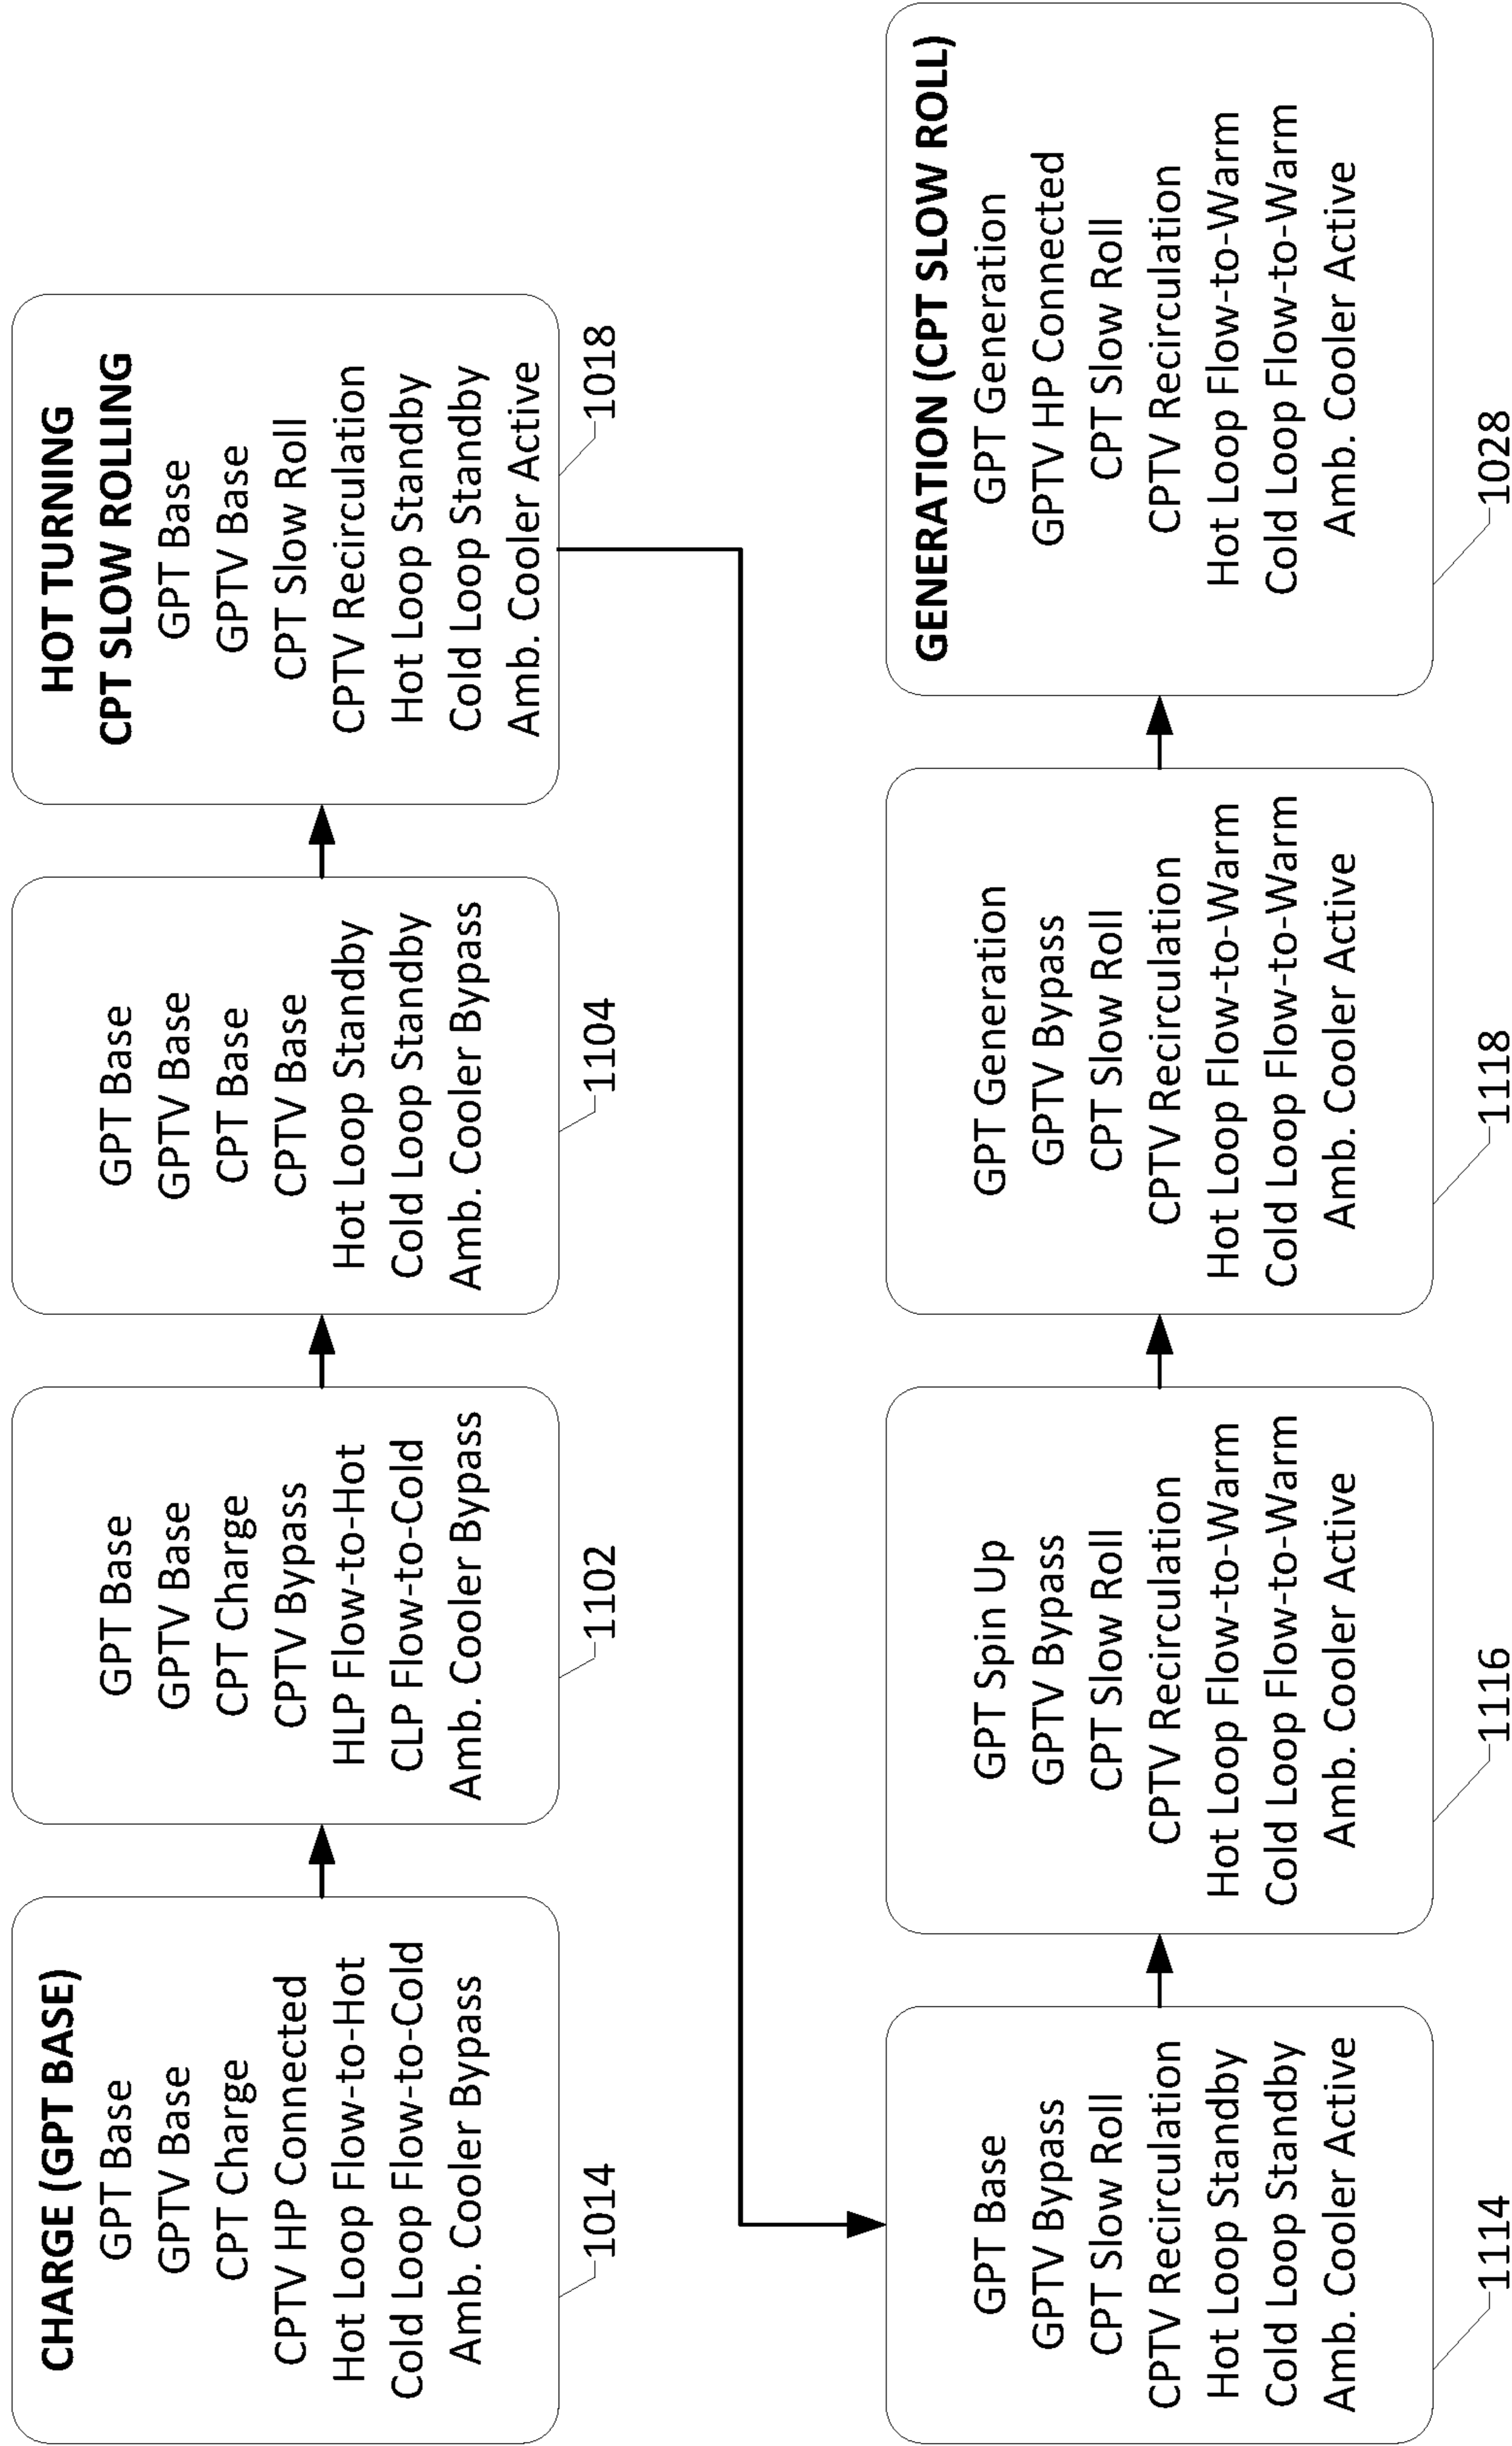 CHARGE (GPT BASE)
GPT Base
GPTV Base
CPT Charge
CPTV HP Connected
Hot Loop Flow-to-Hot
Cold Loop Flow-to-Cold
Amb. Cooler Bypass
1014
GPT Base
GPTV Base
CPT Charge
CPTV Bypass
HLP Flow-to-Hot
CLP Flow-to-Cold
Amb. Cooler Bypass
1102
GPT Base
GPTV Base
CPT Base
CPTV Base
Hot Loop Standby
Cold Loop Standby
Amb. Cooler Bypass
1104
HOT TURNING
CPT SLOW ROLLING
GPT Base
GPTV Base
CPT Slow Roll
CPTV Recirculation
Hot Loop Standby
Cold Loop Standby
Amb. Cooler Active
1018
GPT Base
GPTV Bypass
CPT Slow Roll
CPTV Recirculation
Hot Loop Standby
Cold Loop Standby
Amb. Cooler Active
1114
GPT Spin Up
GPTV Bypass
CPT Slow Roll
CPTV Recirculation
Hot Loop Flow-to-Warm
Cold Loop Flow-to-Warm
Amb. Cooler Active
1116
GPT Generation
GPTV Bypass
CPT Slow Roll
CPTV Recirculation
Hot Loop Flow-to-Warm
Cold Loop Flow-to-Warm
Amb. Cooler Active
1118
GENERATION (CPT SLOW ROLL)
GPT Generation
GPTV HP Connected
CPT Slow Roll
CPTV Recirculation
Hot Loop Flow-to-Warm
Cold Loop Flow-to-Warm
Amb. Cooler Active
1028